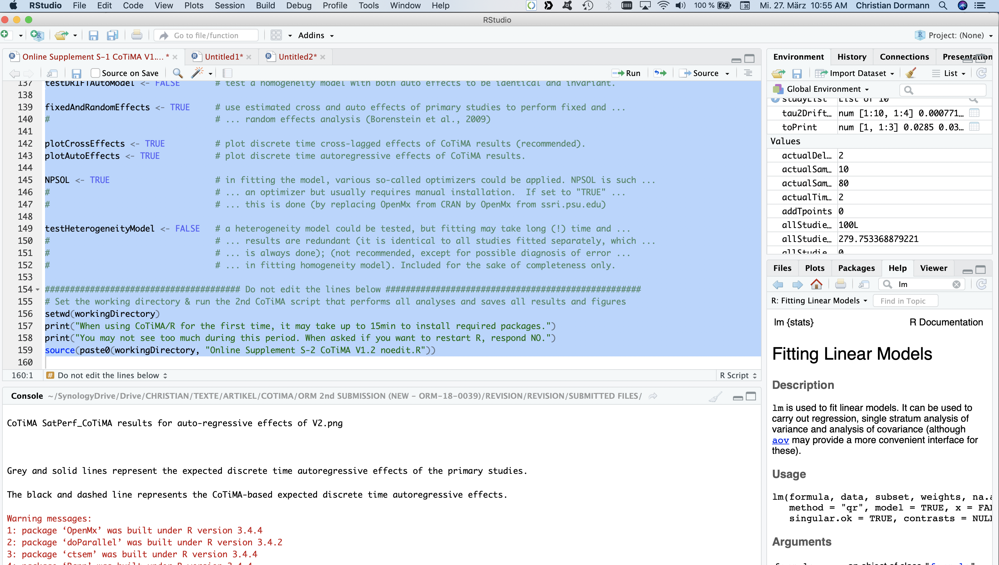 RStudio File Edit Code View Plots Session Build Debug Profile Tools Window Help 100 % Mi. 27. März 10:55 AM Christian Dormann
RStudio
Go to file/function Addins Project: (None)
Online Supplement S-1 CoTiMA V1.... * Untitled1* Untitled2*
Source on Save Run Source
137 testDRIFTAutoModel <- FALSE # test a homogeneity model with both auto effects to be identical and invariant.
138
139 fixedAndRandomEffects <- TRUE # use estimated cross and auto effects of primary studies to perform fixed and ...
140 # # ... random effects analysis (Borenstein et al., 2009)
141
142 plotCrossEffects <- TRUE # plot discrete time cross-lagged effects of CoTiMA results (recommended).
143 plotAutoEffects <- TRUE # plot discrete time autoregressive effects of CoTiMA results.
144
145 NPSOL <- TRUE # in fitting the model, various so-called optimizers could be applied. NPSOL is such ...
146 # # ... an optimizer but usually requires manual installation.  If set to "TRUE" ...
147 # # ... this is done (by replacing OpenMx from CRAN by OpenMx from ssri.psu.edu)
148
149 testHeterogeneityModel <- FALSE # a heterogeneity model could be tested, but fitting may take long (!) time and ...
150 # # ... results are redundant (it is identical to all studies fitted separately, which ...
151 # # ... is always done); (not recommended, except for possible diagnosis of error ...
152 # # ... in fitting homogeneity model). Included for the sake of completeness only.
153
154 ####################################### Do not edit the lines below ###################################################
155 # Set the working directory & run the 2nd CoTiMA script that performs all analyses and saves all results and figures
156 setwd(workingDirectory)
157 print("When using CoTiMA/R for the first time, it may take up to 15min to install required packages.")
158 print("You may not see too much during this period. When asked if you want to restart R, respond NO.")
159 source(paste0(workingDirectory, "Online Supplement S-2 CoTiMA V1.2 noedit.R"))
160
160:1 # Do not edit the lines below R Script
Console ~/SynologyDrive/Drive/CHRISTIAN/TEXTE/ARTIKEL/COTIMA/ORM 2nd SUBMISSION (NEW - ORM-18-0039)/REVISION/REVISION/SUBMITTED FILES/
CoTiMA SatPerf_CoTiMA results for auto-regressive effects of V2.png
Grey and solid lines represent the expected discrete time autoregressive effects of the primary studies.
The black and dashed line represents the CoTiMA-based expected discrete time autoregressive effects.
Warning messages:
1: package ‘OpenMx’ was built under R version 3.4.4
2: package ‘doParallel’ was built under R version 3.4.2
3: package ‘ctsem’ was built under R version 3.4.4
Environment History Connections Presentation
Import Dataset List
Global Environment
studyList List of 10
tau2Drift… num [1:10, 1:4] 0.000771…
toPrint num [1, 1:3] 0.0285 0.03…
Values
actualDel… 2
actualSam… 10
actualSam… 80
actualTim… 2
addTpoints 0
allStudie… 100L
allStudie… 279.753368879221
allStudie… 0
Files Plots Packages Help Viewer
lm
R: Fitting Linear Models Find in Topic
lm {stats} R Documentation
Fitting Linear Models
Description
lm is used to fit linear models. It can be used to
carry out regression, single stratum analysis of
variance and analysis of covariance (although
aov may provide a more convenient interface for
these).
Usage
lm(formula, data, subset, weights, na.a
method = "qr", model = TRUE, x = FAL
singular.ok = TRUE, contrasts = NULL
Arguments